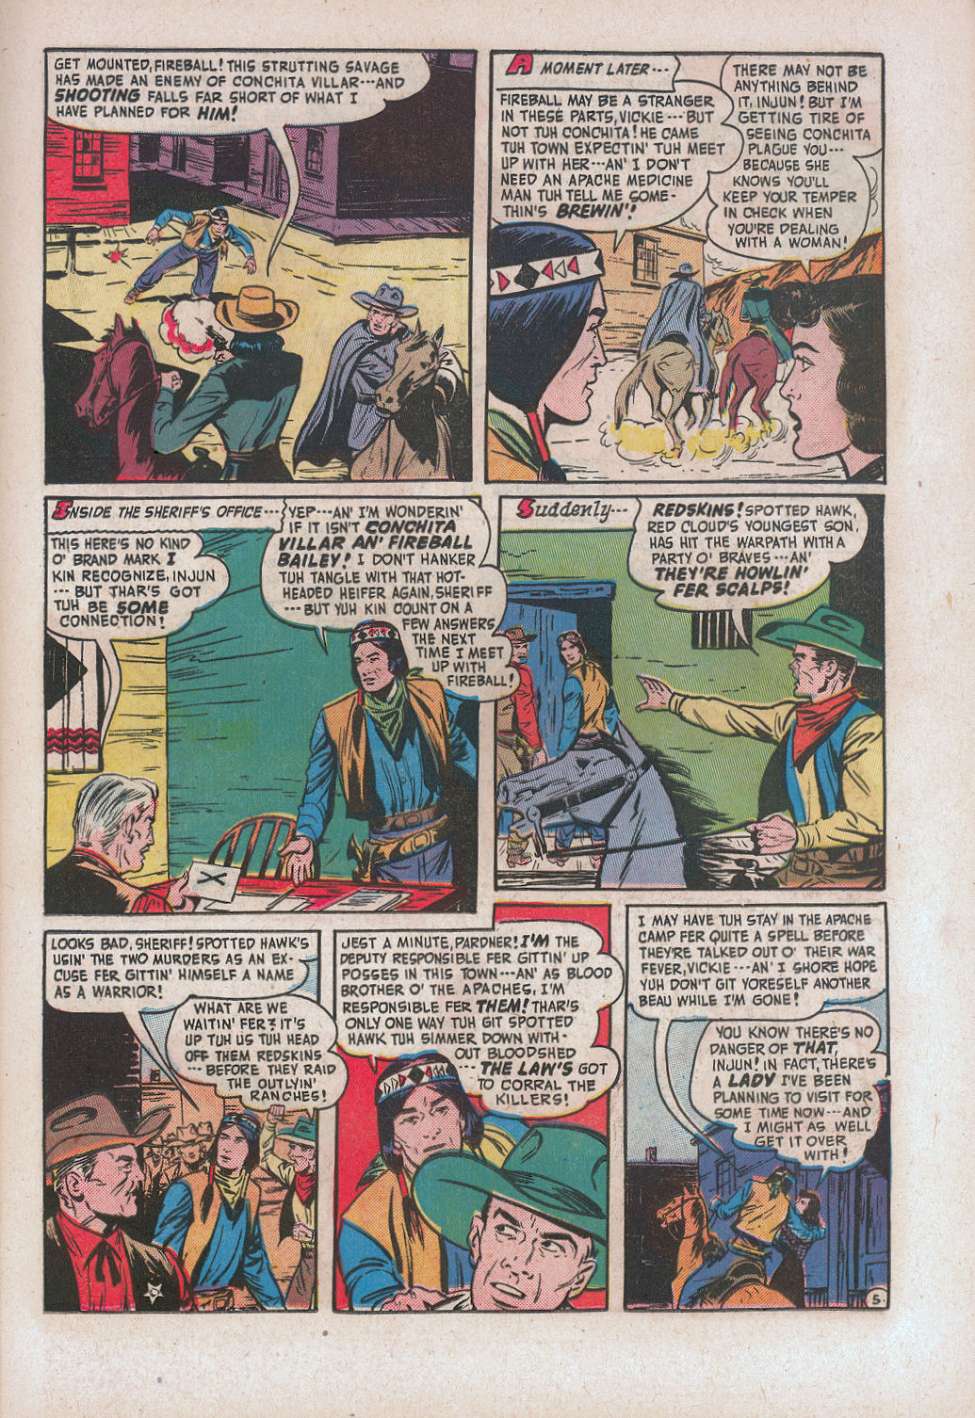 GET MOUNTED, FIREBALL! THIS STRUTTING SAVAGE
HAS MADE AN ENEMY OF CONCHITA VILLAR---AND
SHOOTING FALLS FAR SHORT OF WHAT I
HAVE PLANNED FOR HIM!
A MOMENT LATER---
FIREBALL MAY BE A STRANGER
IN THESE PARTS, VICKIE---BUT
NOT TUH CONCHITA! HE CAME
TUH TOWN EXPECTIN' TUH MEET
UP WITH HER---AN' I DON'T
NEED AN APACHE MEDICINE
MAN TUH TELL ME SOME-
THIN'S BREWIN'!
THERE MAY NOT BE
ANYTHING BEHIND
IT, INJUN! BUT I'M
GETTING TIRE OF
SEEING CONCHITA
PLAGUE YOU---
BECAUSE SHE
KNOWS YOU'LL
KEEP YOUR TEMPER
IN CHECK WHEN
YOU'RE DEALING
WITH A WOMAN!
INSIDE THE SHERIFF'S OFFICE---
THIS HERE'S NO KIND
O' BRAND MARK I
KIN RECOGNIZE, INJUN
---BUT THAR'S GOT
TUH BE SOME
CONNECTION!
YEP---AN' I'M WONDERIN'
IF IT ISN'T CONCHITA
VILLAR AN' FIREBALL
BAILEY! I DON'T HANKER
TUH TANGLE WITH THAT HOT-
HEADED HEIFER AGAIN, SHERIFF
---BUT YUH KIN COUNT ON A
FEW ANSWERS
THE NEXT
TIME I MEET
UP WITH
FIREBALL!
X
SUDDENLY---
REDSKINS! SPOTTED HAWK,
RED CLOUD'S YOUNGEST SON,
HAS HIT THE WARPATH WITH A
PARTY O' BRAVES---AN'
THEY'RE HOWLIN'
FER SCALPS!
LOOKS BAD, SHERIFF! SPOTTED HAWK'S
USIN' THE TWO MURDERS AS AN EX-
CUSE FER GITTIN' HIMSELF A NAME
AS A WARRIOR!
WHAT ARE WE
WAITIN' FER? IT'S
UP TUH US TUH HEAD
OFF THEM REDSKINS
---BEFORE THEY RAID
THE OUTLYIN'
RANCHES!
JEST A MINUTE, PARDNER! I'M THE
DEPUTY RESPONSIBLE FER GITTIN' UP
POSSES IN THIS TOWN---AN' AS BLOOD
BROTHER O' THE APACHES, I'M
RESPONSIBLE FER THEM! THAR'S
ONLY ONE WAY TUH GIT SPOTTED
HAWK TUH SIMMER DOWN WITH-
OUT BLOODSHED
---THE LAW'S GOT
TO CORRAL THE
KILLERS!
I MAY HAVE TUH STAY IN THE APACHE
CAMP FER QUITE A SPELL BEFORE
THEY'RE TALKED OUT O' THEIR WAR
FEVER, VICKIE---AN' I SHORE HOPE
YUH DON'T GIT YORESELF ANOTHER
BEAU WHILE I'M GONE!
YOU KNOW THERE'S NO
DANGER OF THAT,
INJUN! IN FACT, THERE'S
A LADY I'VE BEEN
PLANNING TO VISIT FOR
SOME TIME NOW---AND
I MIGHT AS WELL
GET IT OVER
WITH!
5